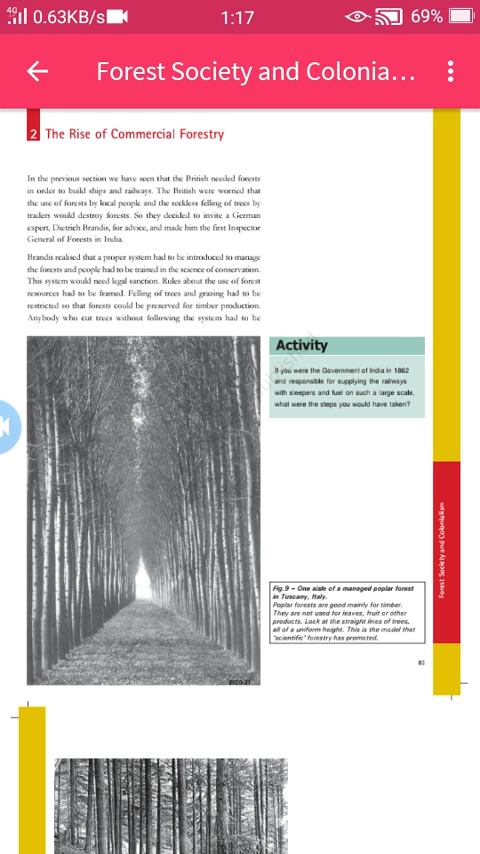 4G 0.63KB/s 1:17 69%
Forest Society and Colonia...
2 The Rise of Commercial Forestry
In the previous section we have seen that the British needed forests
in order to build ships and railways. The British were worried that
the use of forests by local people and the reckless felling of trees by
traders would destroy forests. So they decided to invite a German
expert, Dietrich Brandis, for advice, and made him the first Inspector
General of Forests in India.
Brandis realised that a proper system had to be introduced to manage
the forests and people had to be trained in the science of conservation.
This system would need legal sanction. Rules about the use of forest
resources had to be framed. Felling of trees and grazing had to be
restricted so that forests could be preserved for timber production.
Anybody who cut trees without following the system had to be
Activity
If you were the Government of India in 1862
and responsible for supplying the railways
with sleepers and fuel on such a large scale,
what were the steps you would have taken?
Fig.9 – One aisle of a managed poplar forest
in Tuscany, Italy.
Poplar forests are good mainly for timber.
They are not used for leaves, fruit or other
products. Look at the straight lines of trees,
all of a uniform height. This is the model that
'scientific' forestry has promoted.
Forest Society and Colonialism
83
2020-21